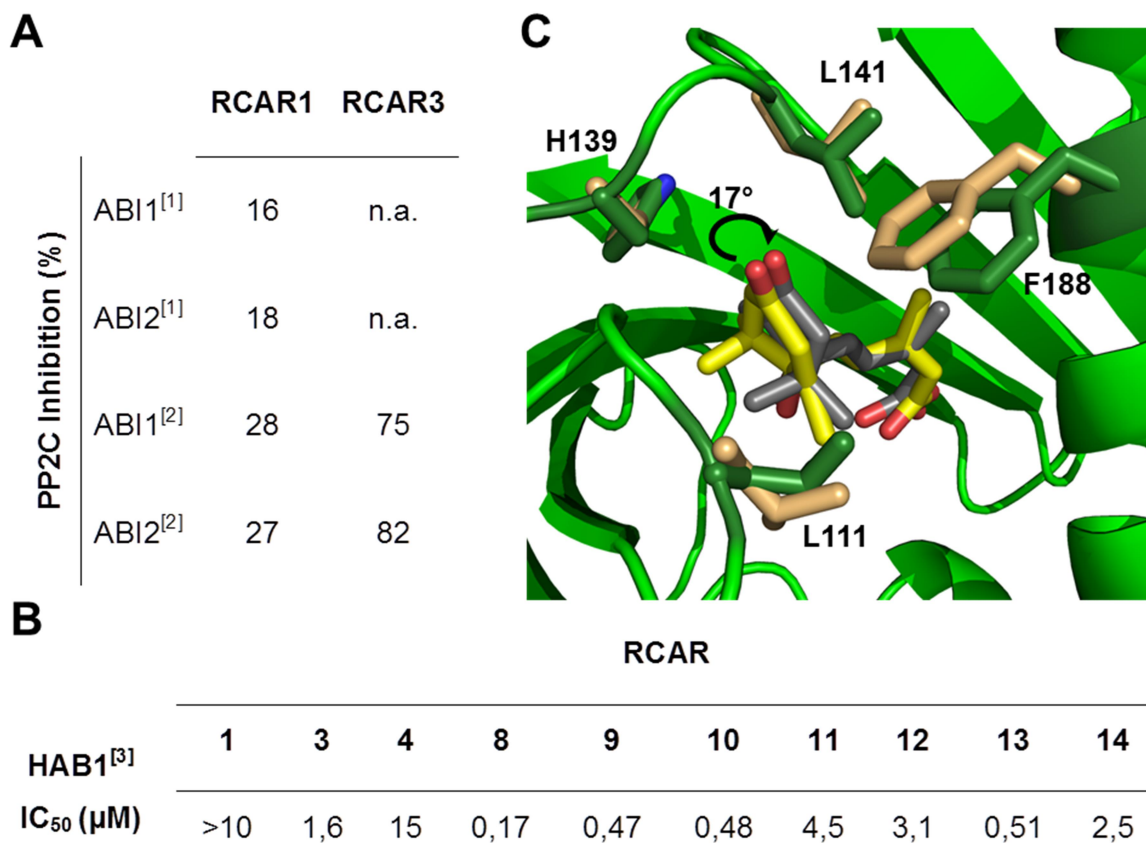 A
RCAR1 RCAR3
PP2C Inhibition (%)
ABI1[1] 16 n.a.
ABI2[1] 18 n.a.
ABI1[2] 28 75
ABI2[2] 27 82
C
L141
H139
17°
F188
L111
B
RCAR
HAB1[3] 1 3 4 8 9 10 11 12 13 14
IC50 (µM) >10 1,6 15 0,17 0,47 0,48 4,5 3,1 0,51 2,5